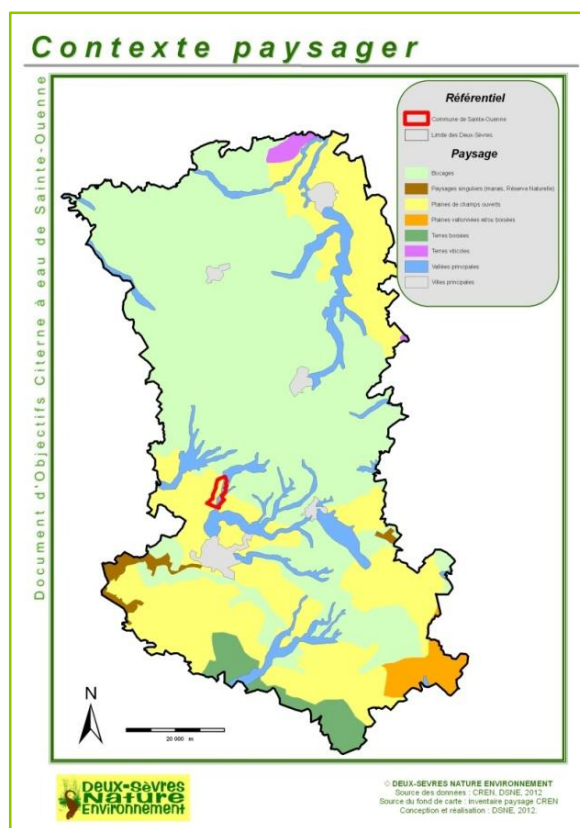 Contexte paysager
Document d'Objectifs Citerne à eau de Sainte-Ouenne
Référentiel
Commune de Sainte-Ouenne
Limite des Deux-Sèvres
Paysage
Bocages
Paysages singuliers (marais, Réserve Naturelle)
Plaines de champs ouverts
Plaines vallonnées et/ou boisées
Terres boisées
Terres viticoles
Vallées principales
Villes principales
N
20 000 m
DEUX-SÈVRES
NATURE
ENVIRONNEMENT
© DEUX-SEVRES NATURE ENVIRONNEMENT
Source des données : CREN, DSNE, 2012
Source du fond de carte : inventaire paysage CREN
Conception et réalisation : DSNE, 2012.